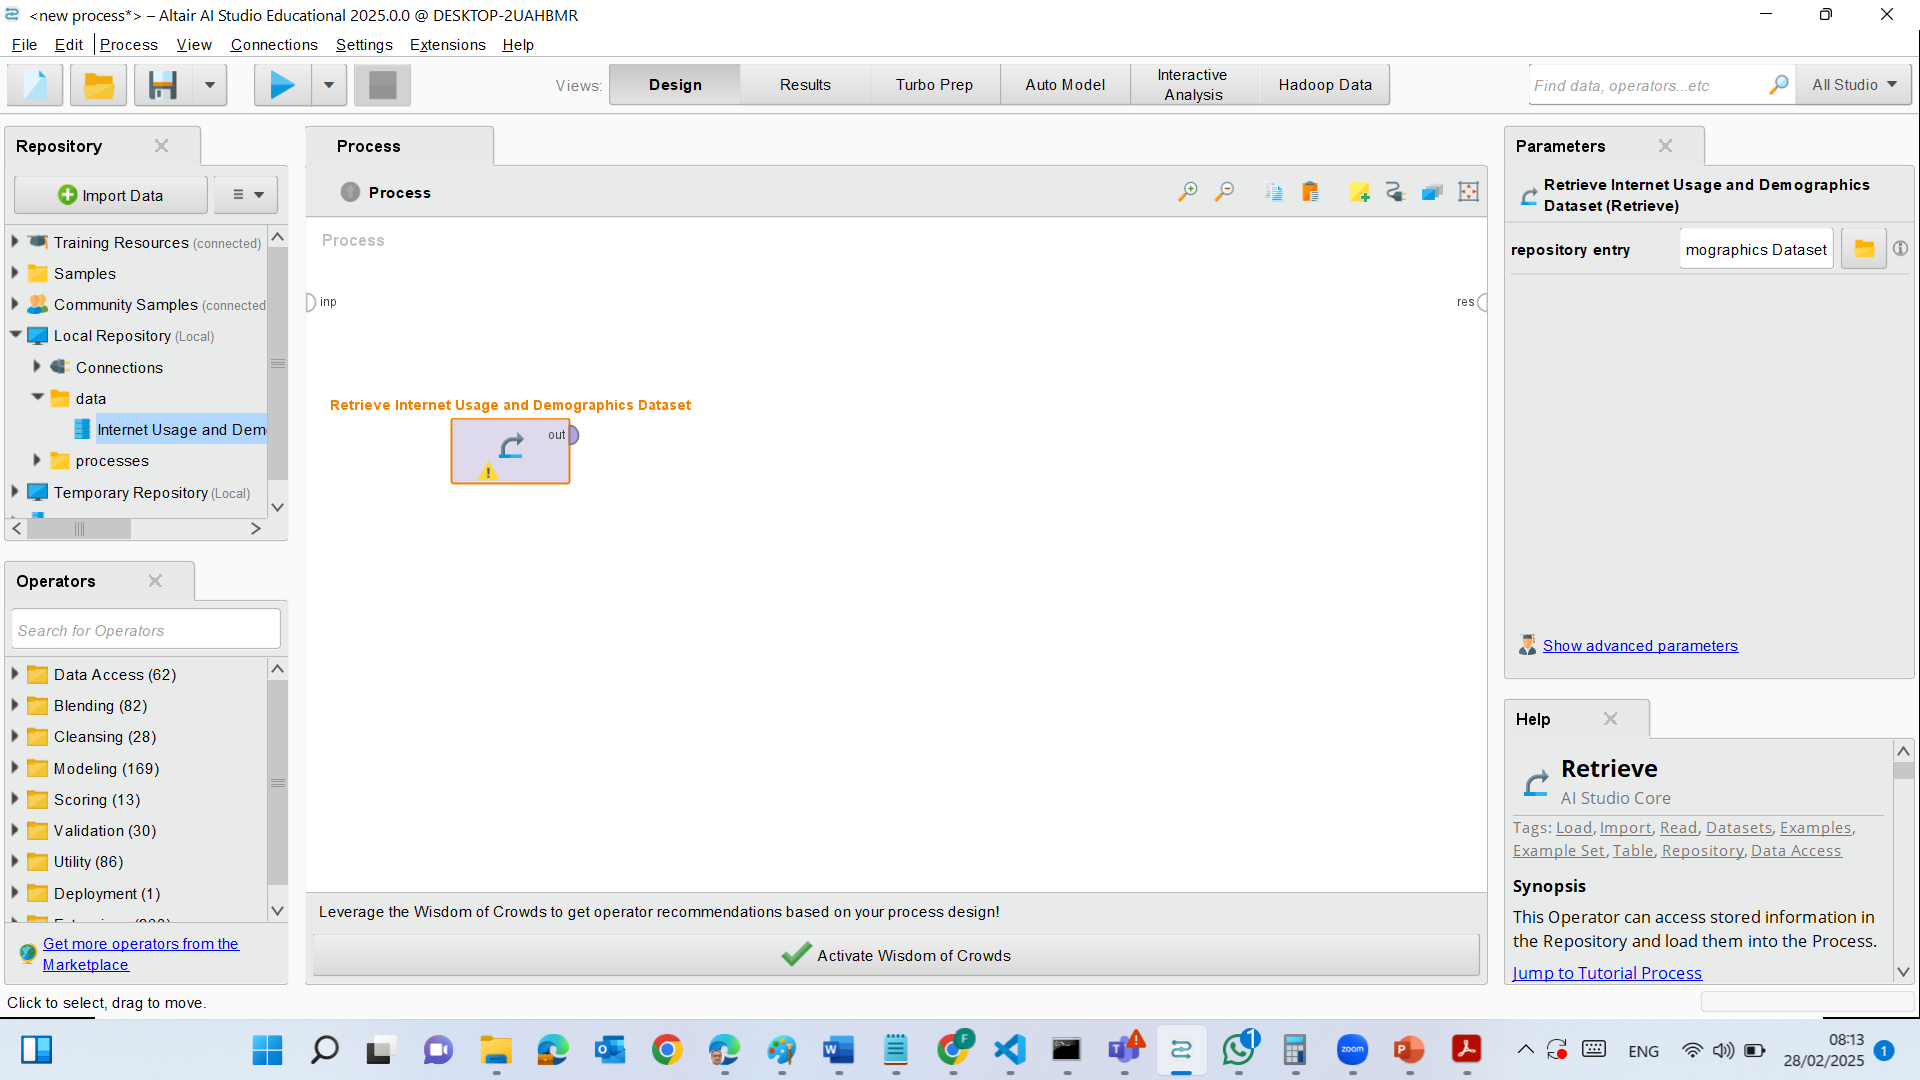 <new process*> – Altair AI Studio Educational 2025.0.0 @ DESKTOP-2UAHBMR
File Edit Process View Connections Settings Extensions Help
Views: Design Results Turbo Prep Auto Model Interactive Analysis Hadoop Data
Find data, operators...etc
All Studio
Repository
Import Data
Training Resources (connected)
Samples
Community Samples (connected
Local Repository (Local)
Connections
data
Internet Usage and Dem
processes
Temporary Repository (Local)
Operators
Search for Operators
Data Access (62)
Blending (82)
Cleansing (28)
Modeling (169)
Scoring (13)
Validation (30)
Utility (86)
Deployment (1)
Get more operators from the
Marketplace
Click to select, drag to move.
Process
Process
Process
inp
res
Retrieve Internet Usage and Demographics Dataset
out
Leverage the Wisdom of Crowds to get operator recommendations based on your process design!
Activate Wisdom of Crowds
Parameters
Retrieve Internet Usage and Demographics
Dataset (Retrieve)
repository entry
mographics Dataset
Show advanced parameters
Help
Retrieve
AI Studio Core
Tags: Load, Import, Read, Datasets, Examples,
Example Set, Table, Repository, Data Access
Synopsis
This Operator can access stored information in
the Repository and load them into the Process.
Jump to Tutorial Process
F
1
zoom
ENG
08:13
28/02/2025
1